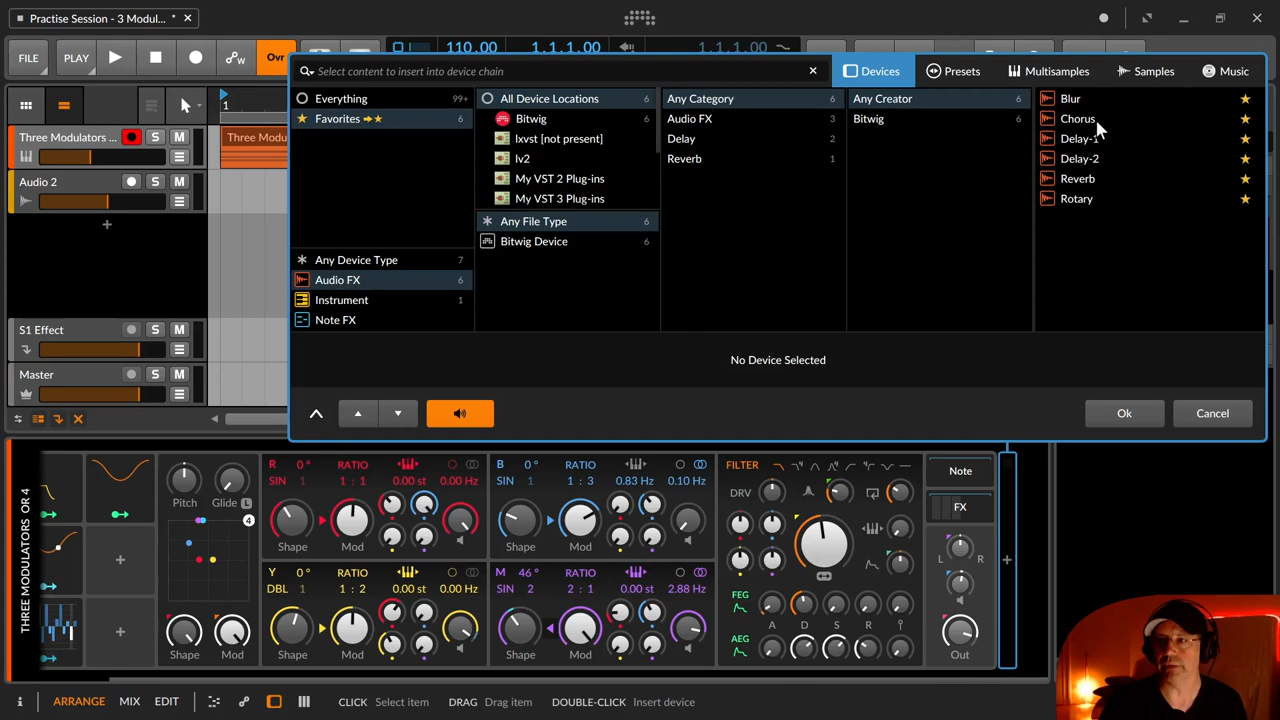 Practise Session - 3 Modul... *
FILE
PLAY
Ovr
110.00
1.1.1.00
1.1.1.00
Select content to insert into device chain
Devices
Presets
Multisamples
Samples
Music
Everything 99+
Favorites 6
Any Device Type 7
Audio FX 6
Instrument 1
Note FX
All Device Locations 6
Bitwig 6
lxvst [not present]
lv2
My VST 2 Plug-ins
My VST 3 Plug-ins
Any File Type 6
Bitwig Device 6
Any Category 6
Audio FX 3
Delay 2
Reverb 1
Any Creator 6
Bitwig 6
Blur
Chorus
Delay-1
Delay-2
Reverb
Rotary
No Device Selected
Ok
Cancel
1
Three Modulators ...
Three Modu
Audio 2
S M
S1 Effect
S M
Master
S M
THREE MODULATORS OR 4
Pitch
Glide L
4
Shape
Mod
R 0° RATIO
SIN 1 1 : 1 0.00 st 0.00 Hz
Shape
Mod
B 0° RATIO
SIN 1 1 : 3 0.83 Hz 0.10 Hz
Shape
Mod
Y 0° RATIO
DBL 1 1 : 2 0.00 st 0.00 Hz
Shape
Mod
M 46° RATIO
SIN 2 2 : 1 0.00 st 2.88 Hz
Shape
Mod
FILTER
DRV
FEG
A D S R
AEG
Note
FX
L R
Out
ARRANGE
MIX
EDIT
CLICK Select item
DRAG Drag item
DOUBLE-CLICK Insert device